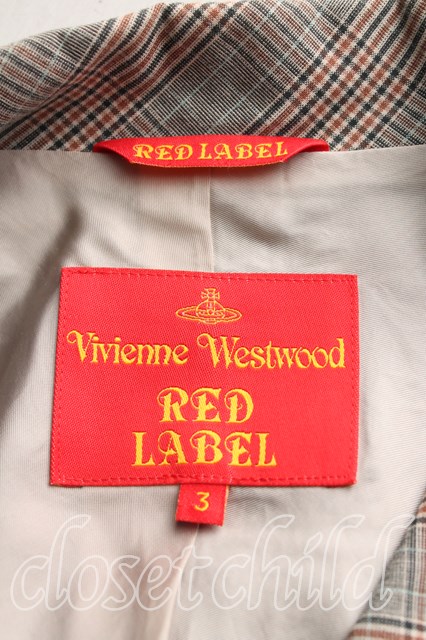 RED LABEL
Vivienne Westwood
RED
LABEL
3
closet child